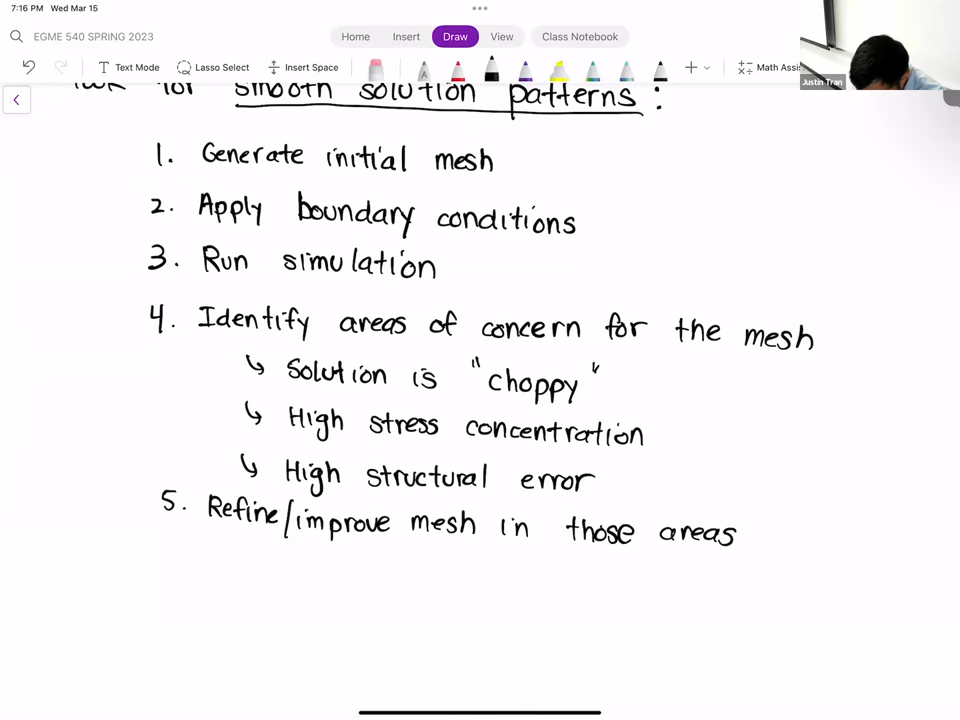 7:16 PM Wed Mar 15
EGME 540 SPRING 2023
Home Insert Draw View Class Notebook
Text Mode Lasso Select Insert Space Math Assis
Justin Tran
look for smooth solution patterns :
1. Generate initial mesh
2. Apply boundary conditions
3. Run simulation
4. Identify areas of concern for the mesh
↳ Solution is "choppy"
↳ High stress concentration
↳ High structural error
5. Refine/improve mesh in those areas